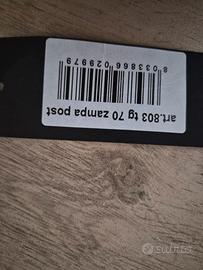 art.803 tg 70 zampa post
8 033866 029979
subito